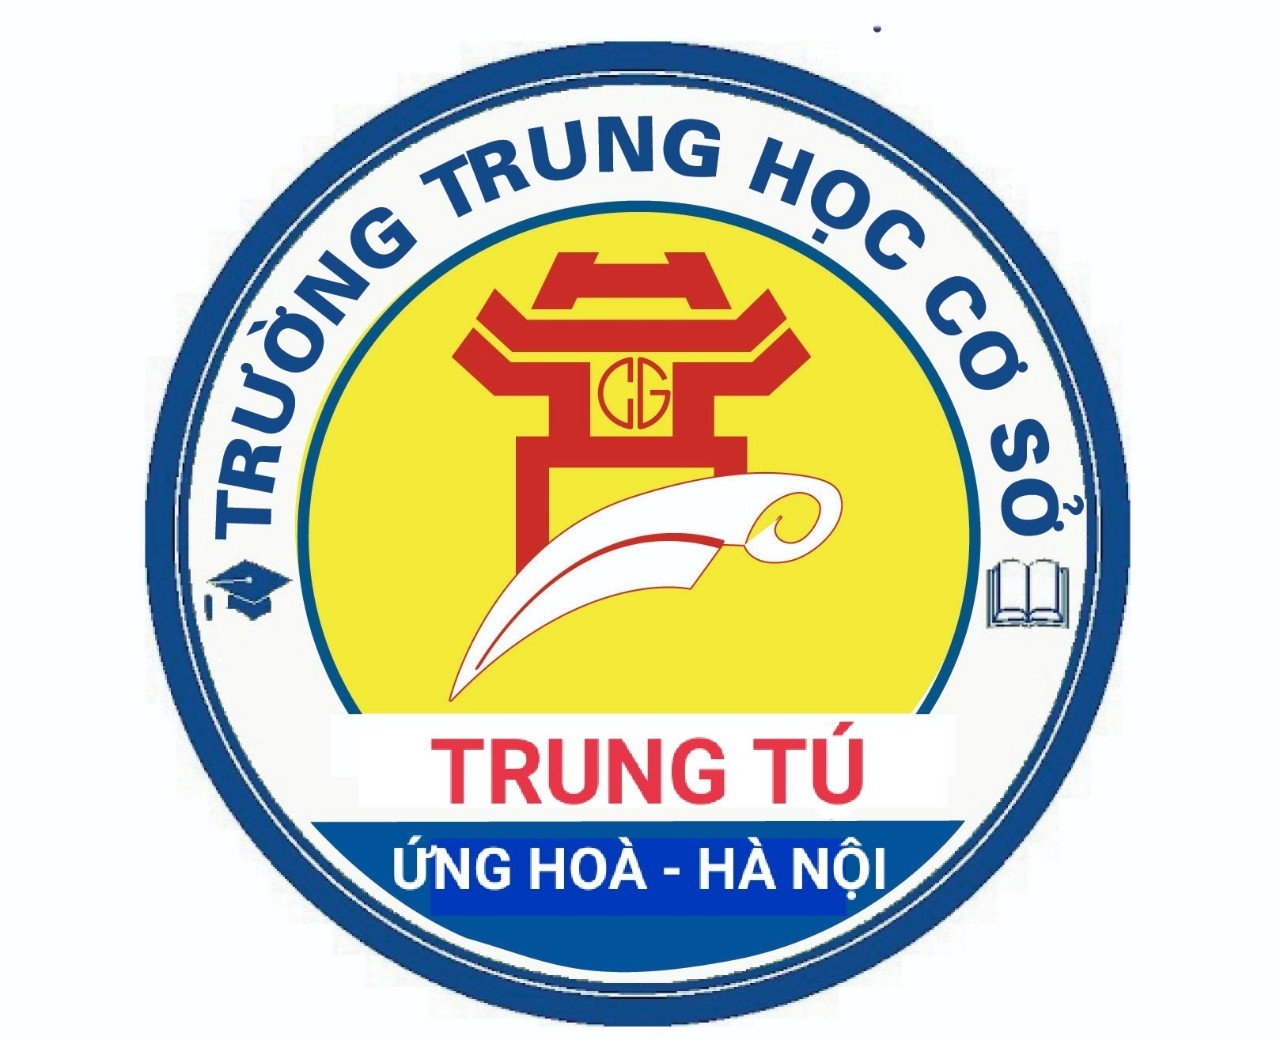 TRƯỜNG TRUNG HỌC CƠ SỞ
CG
TRUNG TÚ
ỨNG HOÀ - HÀ NỘI